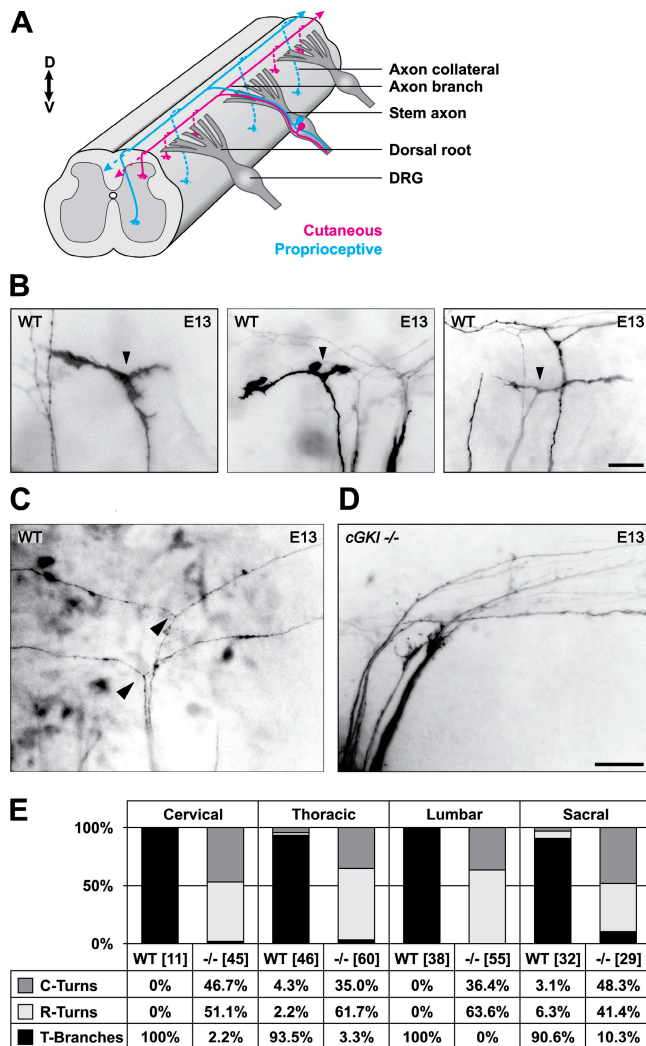 A
D
V
Axon collateral
Axon branch
Stem axon
Dorsal root
DRG
Cutaneous
Proprioceptive
B
WT E13
WT E13
WT E13
C
WT E13
D
cGKI -/- E13
E
Cervical Thoracic Lumbar Sacral
100%
50%
0%
WT [11] -/- [45] WT [46] -/- [60] WT [38] -/- [55] WT [32] -/- [29]
C-Turns 0% 46.7% 4.3% 35.0% 0% 36.4% 3.1% 48.3%
R-Turns 0% 51.1% 2.2% 61.7% 0% 63.6% 6.3% 41.4%
T-Branches 100% 2.2% 93.5% 3.3% 100% 0% 90.6% 10.3%